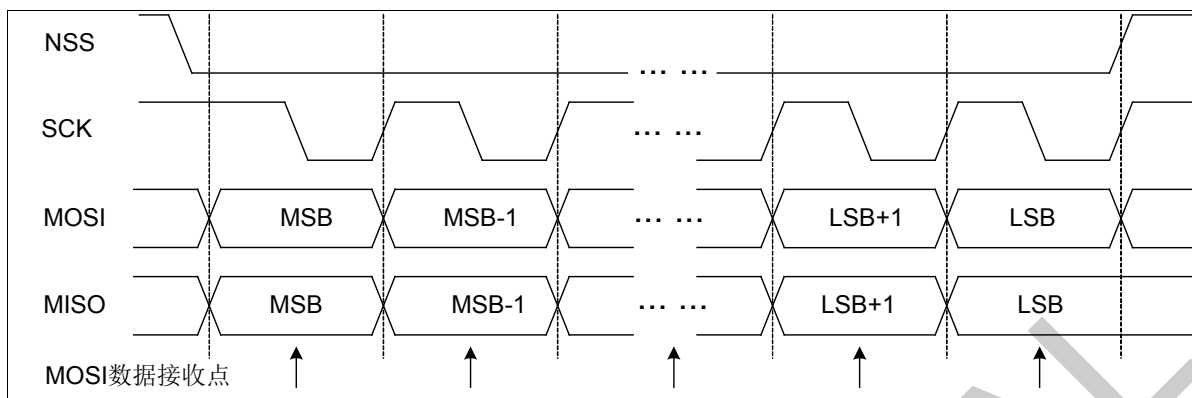 NSS
... ...
SCK
... ...
MOSI MSB MSB-1 ... ... LSB+1 LSB
MISO MSB MSB-1 ... ... LSB+1 LSB
MOSI数据接收点